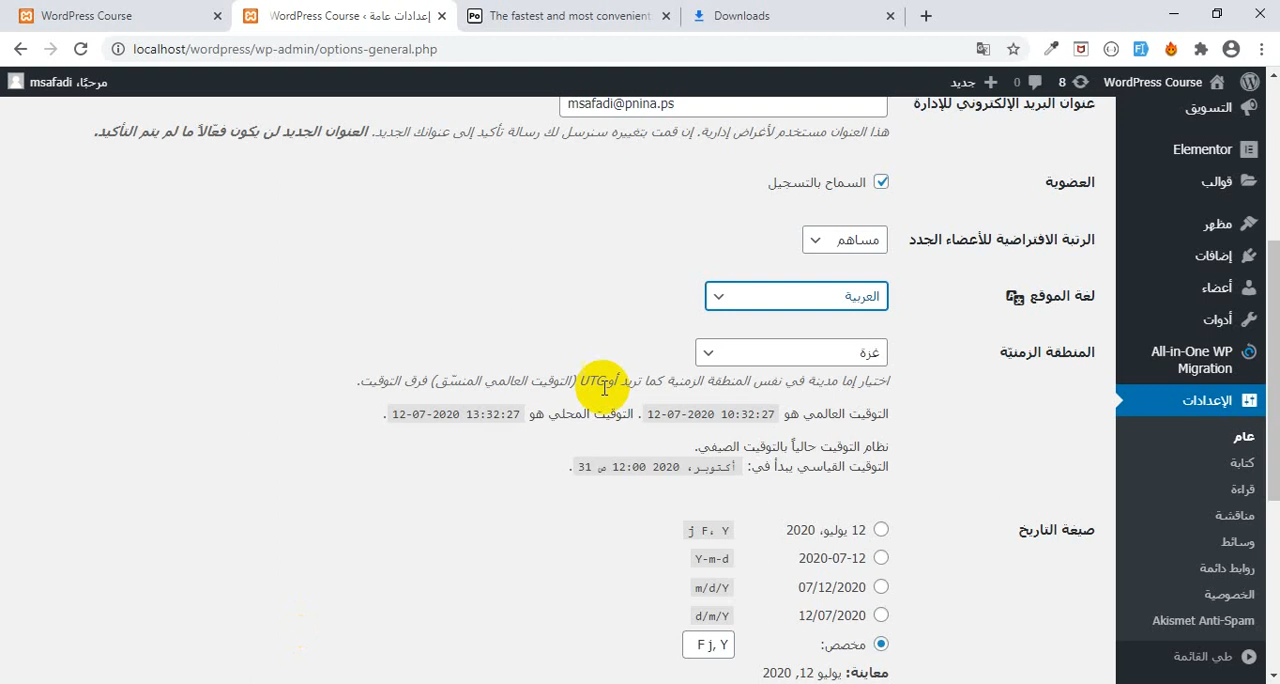 WordPress Course
إعدادات عامة ‹ WordPress Course
The fastest and most convenient
Downloads
localhost/wordpress/wp-admin/options-general.php
WordPress Course
8
0
جديد
مرحبًا، msafadi
التسويق
Elementor
قوالب
مظهر
إضافات
أعضاء
أدوات
All-in-One WP
Migration
الإعدادات
عام
كتابة
قراءة
مناقشة
وسائط
روابط دائمة
الخصوصية
Akismet Anti-Spam
طي القائمة
عنوان البريد الإلكتروني للإدارة
msafadi@pnina.ps
هذا العنوان مستخدم لأغراض إدارية. إن قمت بتغييره سنرسل لك رسالة تأكيد إلى عنوانك الجديد. العنوان الجديد لن يكون فعّالًا ما لم يتم التأكيد.
العضوية
السماح بالتسجيل
الرتبة الافتراضية للأعضاء الجدد
مساهم
لغة الموقع
العربية
المنطقة الزمنيّة
غزة
اختيار إما مدينة في نفس المنطقة الزمنية كما تريد أو UTC (التوقيت العالمي المنسّق) فرق التوقيت.
التوقيت العالمي هو 12-07-2020 10:32:27 . التوقيت المحلي هو 12-07-2020 13:32:27 .
نظام التوقيت حالياً بالتوقيت الصيفي.
التوقيت القياسي يبدأ في: أكتوبر، 2020 12:00 ص 31 .
صيغة التاريخ
12 يوليو، 2020 j F، Y
2020-07-12 Y-m-d
07/12/2020 m/d/Y
12/07/2020 d/m/Y
مخصص: F j, Y
معاينة: يوليو 12, 2020